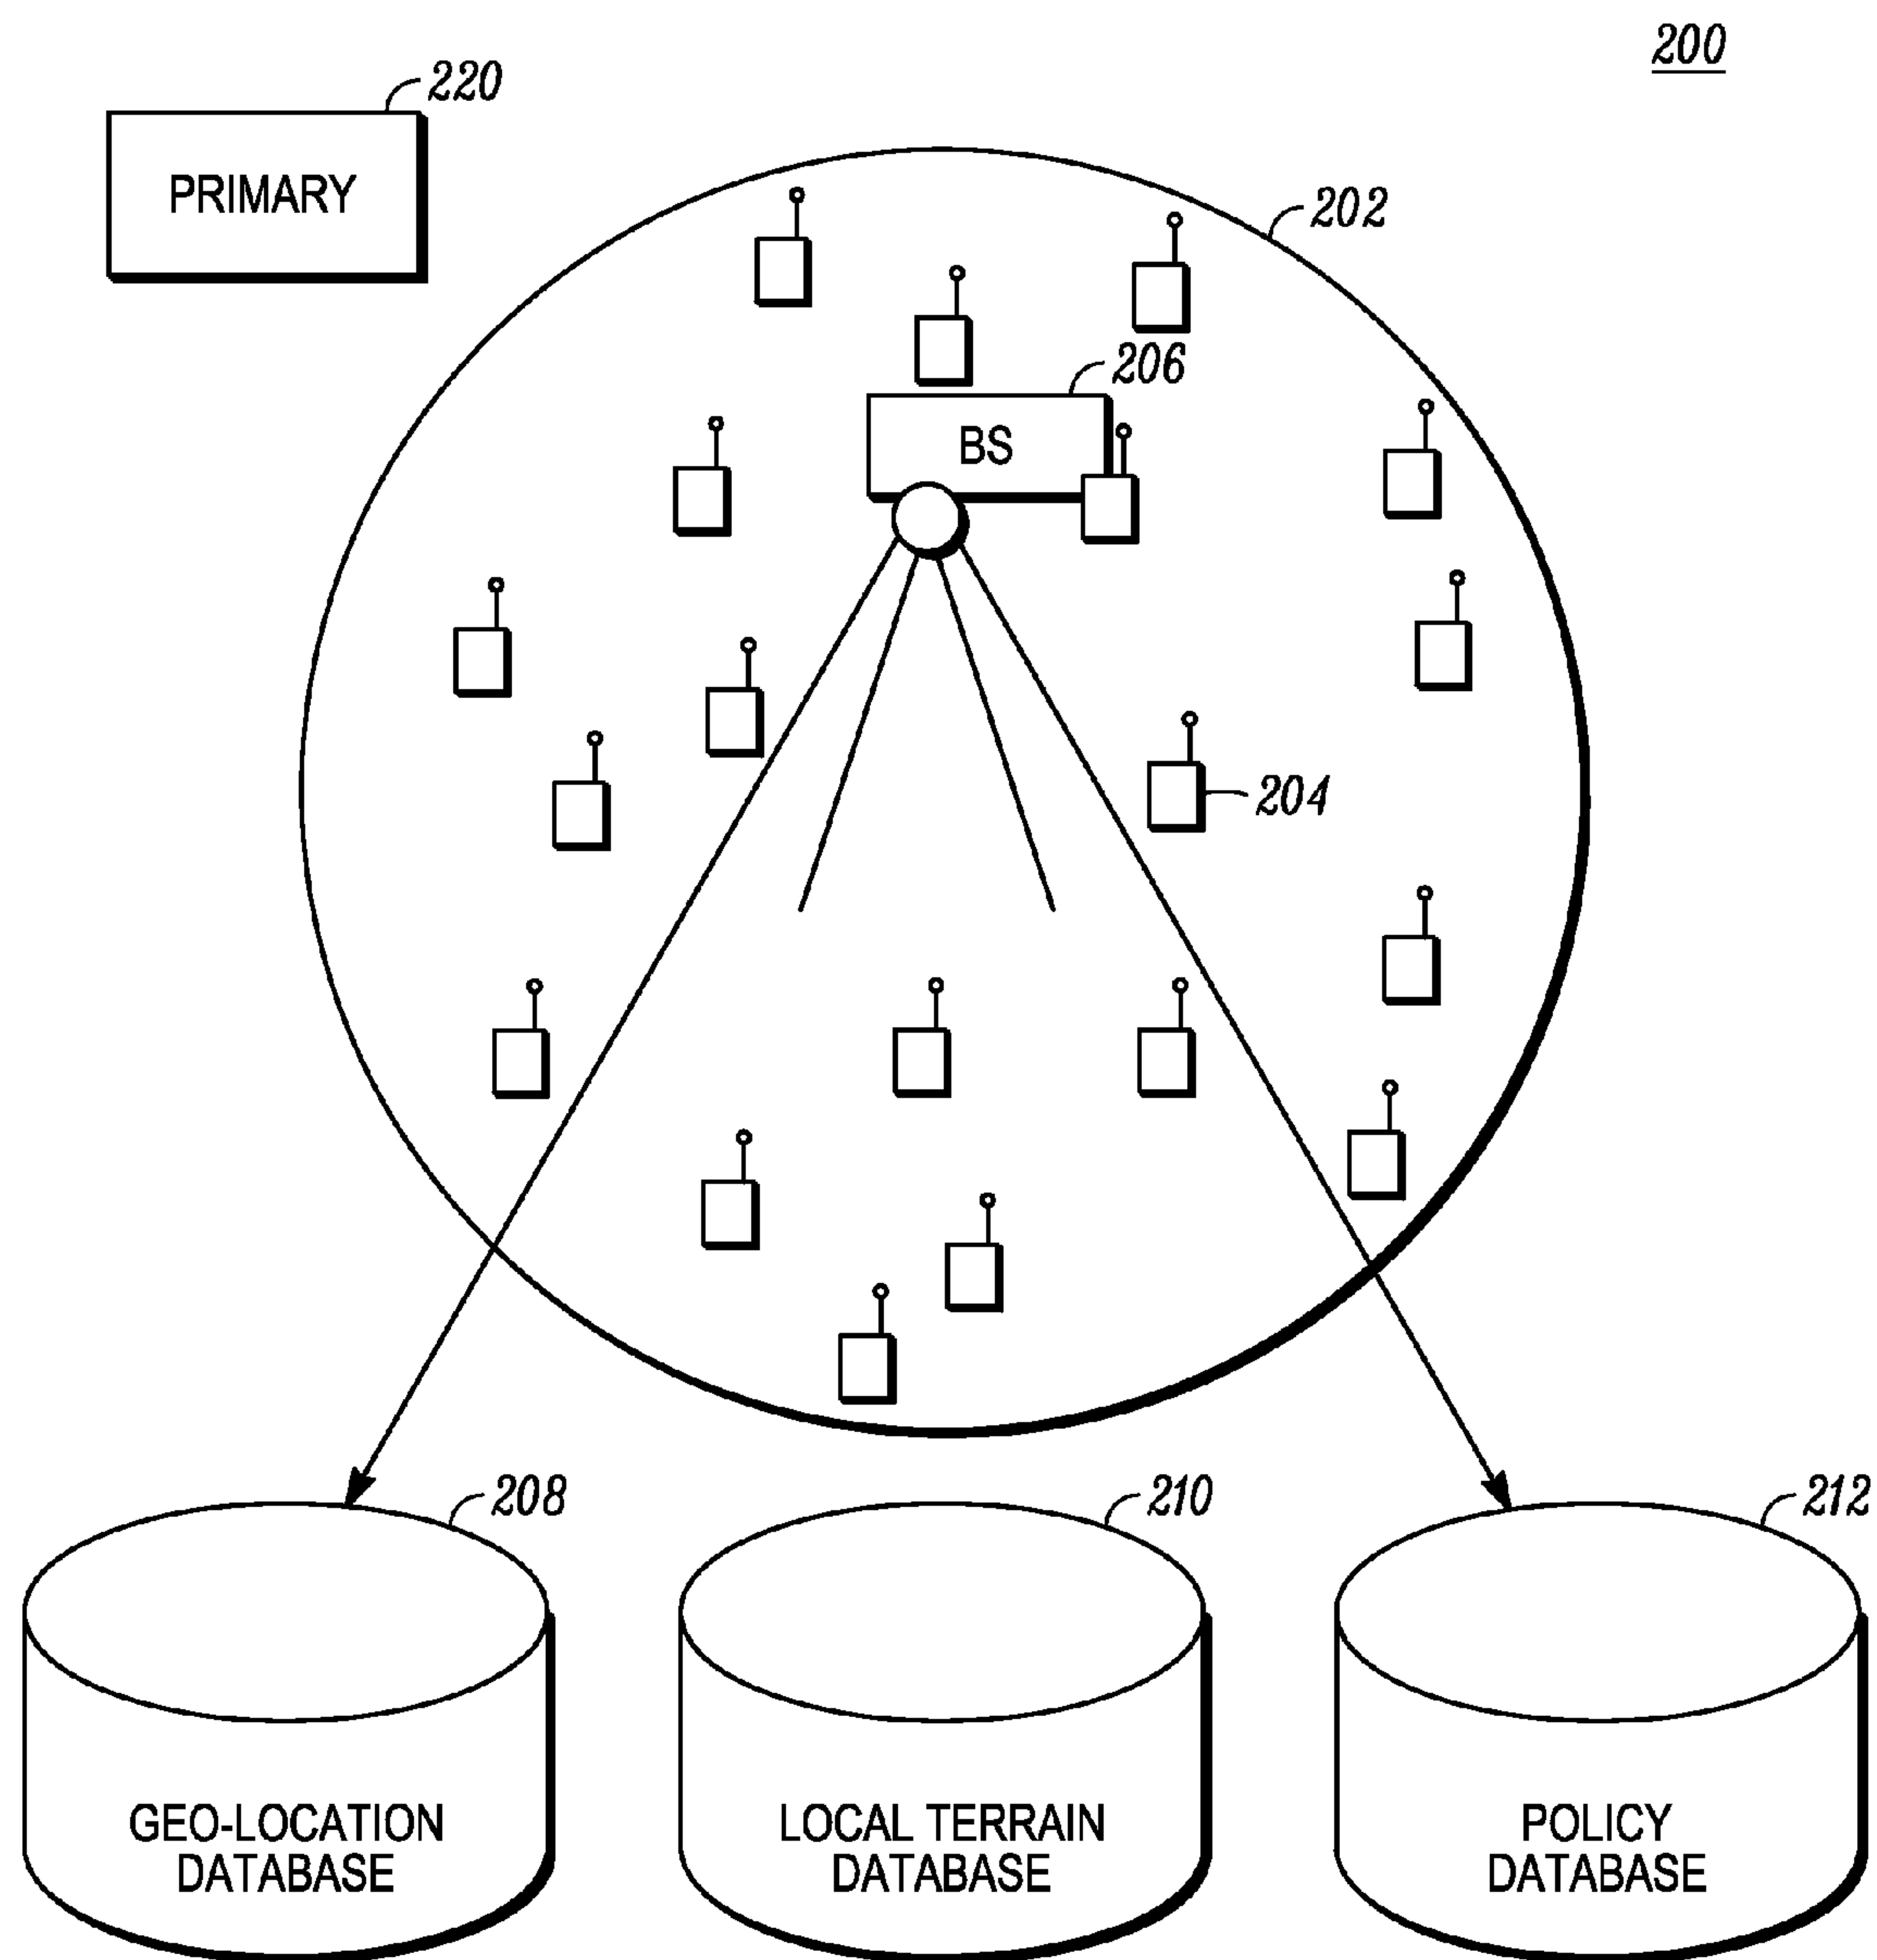 200
220
PRIMARY
202
206
BS
204
208
210
212
GEO-LOCATION
DATABASE
LOCAL TERRAIN
DATABASE
POLICY
DATABASE